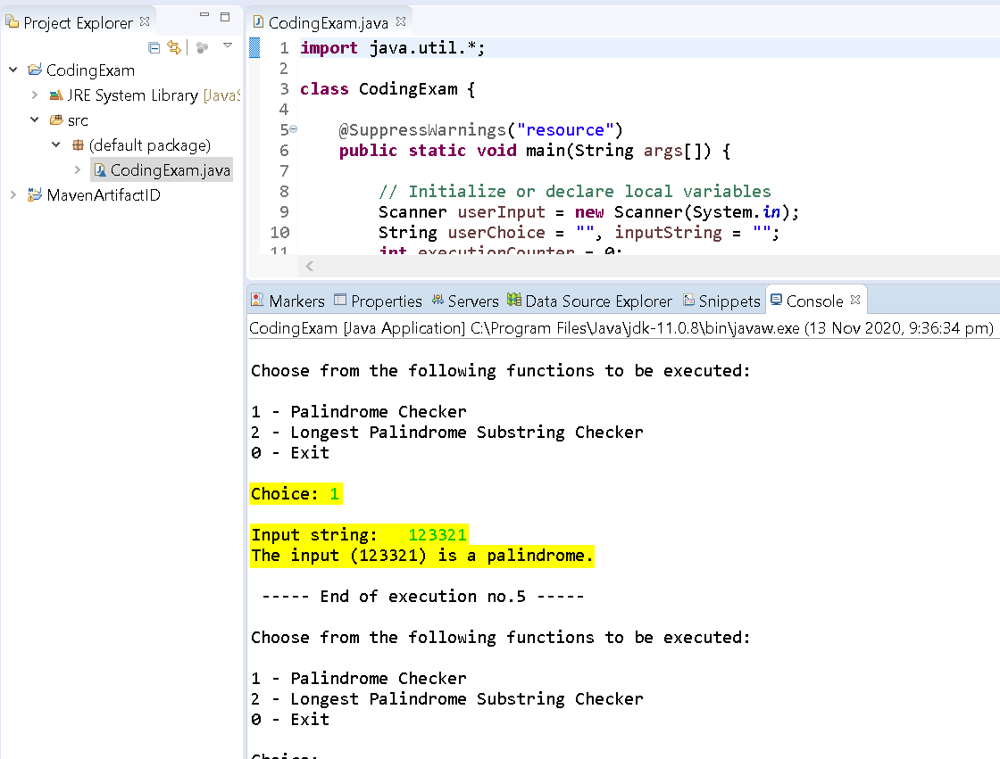 Project Explorer
CodingExam
JRE System Library [JavaS
src
(default package)
CodingExam.java
MavenArtifactID
CodingExam.java
1 import java.util.*;
2
3 class CodingExam {
4
5 @SuppressWarnings("resource")
6 public static void main(String args[]) {
7
8 // Initialize or declare local variables
9 Scanner userInput = new Scanner(System.in);
10 String userChoice = "", inputString = "";
11 int executionCounter = 0;
Markers Properties Servers Data Source Explorer Snippets Console
CodingExam [Java Application] C:\Program Files\Java\jdk-11.0.8\bin\javaw.exe (13 Nov 2020, 9:36:34 pm)
Choose from the following functions to be executed:
1 - Palindrome Checker
2 - Longest Palindrome Substring Checker
0 - Exit
Choice: 1
Input string: 123321
The input (123321) is a palindrome.
----- End of execution no.5 -----
Choose from the following functions to be executed:
1 - Palindrome Checker
2 - Longest Palindrome Substring Checker
0 - Exit
Choice: